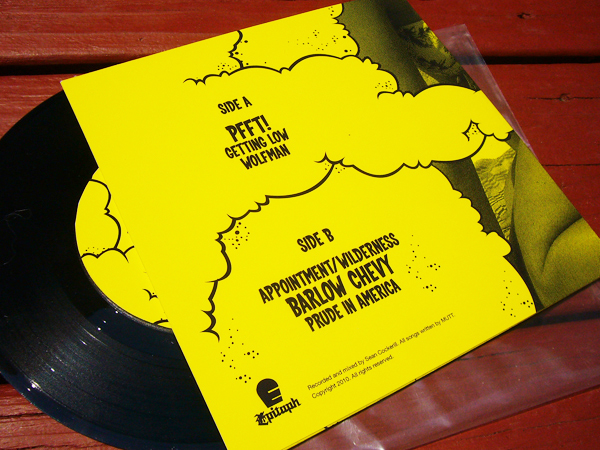 SIDE A
PFFT!
GETTING LOW
WOLFMAN
SIDE B
APPOINTMENT/WILDERNESS
BARLOW CHEVY
PRUDE IN AMERICA
Recorded and mixed by Sean Cockerill. All songs written by MUTT.
Copyright 2010. All rights reserved.
Epitaph